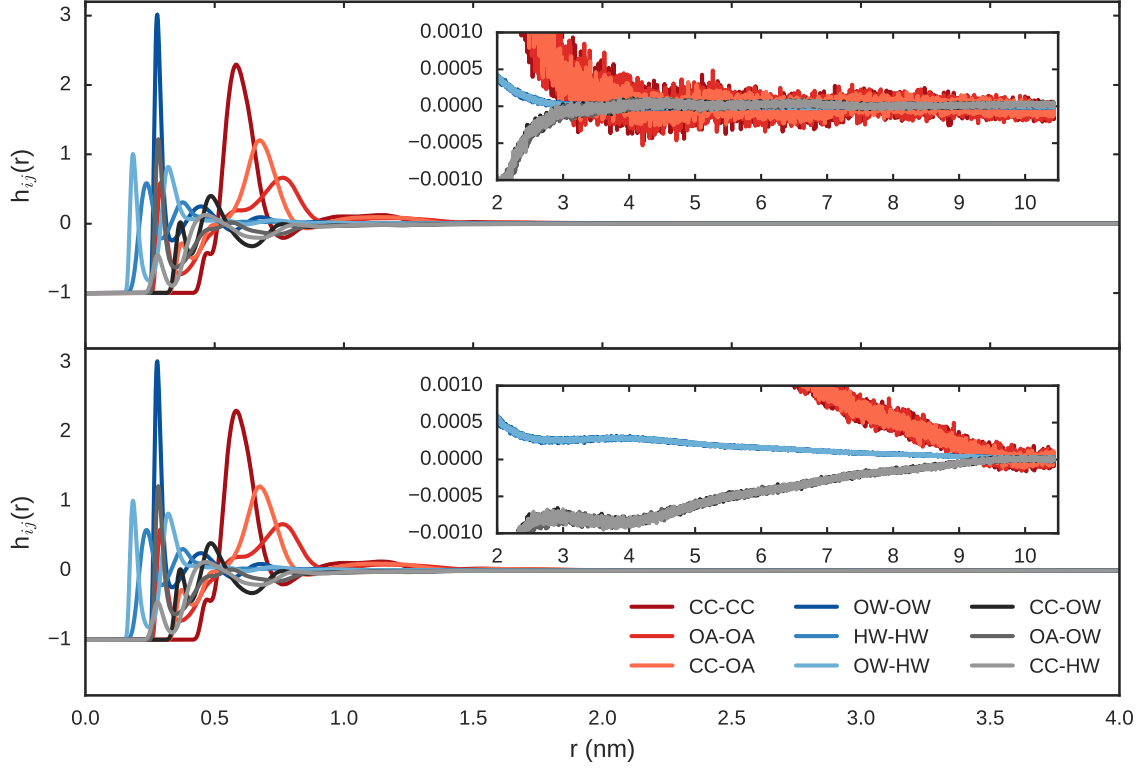 3
2
1
0
−1
h_{ij}(r)
0.0010
0.0005
0.0000
−0.0005
−0.0010
2 3 4 5 6 7 8 9 10
3
2
1
0
−1
h_{ij}(r)
0.0010
0.0005
0.0000
−0.0005
−0.0010
2 3 4 5 6 7 8 9 10
CC-CC OW-OW CC-OW
OA-OA HW-HW OA-OW
CC-OA OW-HW CC-HW
0.0 0.5 1.0 1.5 2.0 2.5 3.0 3.5 4.0
r (nm)